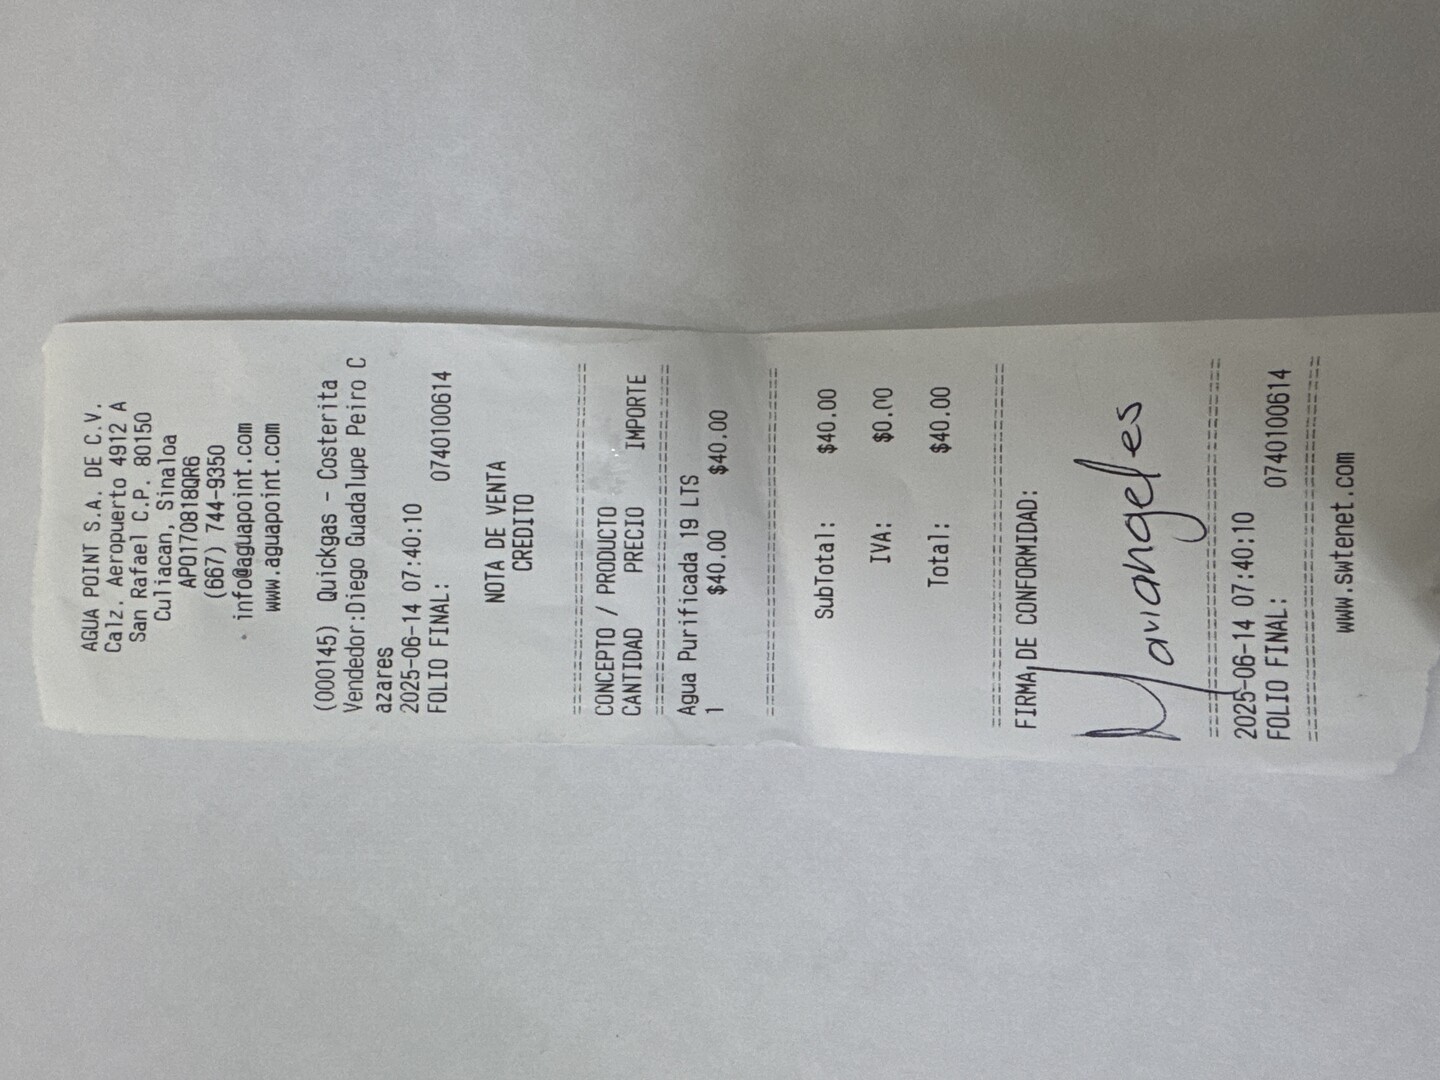 AGUA POINT S.A. DE C.V.
Calz. Aeropuerto 4912 A
San Rafael C.P. 80150
Culiacan, Sinaloa
APO170818QR6
(667) 744-9350
info@aguapoint.com
www.aguapoint.com
(000145) Quickgas - Costerita
Vendedor:Diego Guadalupe Peiro C
azares
2025-06-14 07:40:10
FOLIO FINAL: 0740100614
NOTA DE VENTA
CREDITO
================================
CONCEPTO / PRODUCTO
CANTIDAD PRECIO IMPORTE
================================
Agua Purificada 19 LTS
1 $40.00 $40.00
================================
SubTotal: $40.00
IVA: $0.00
Total: $40.00
================================
FIRMA DE CONFORMIDAD:
Mariangeles
================================
2025-06-14 07:40:10
FOLIO FINAL: 0740100614
================================
www.swtenet.com